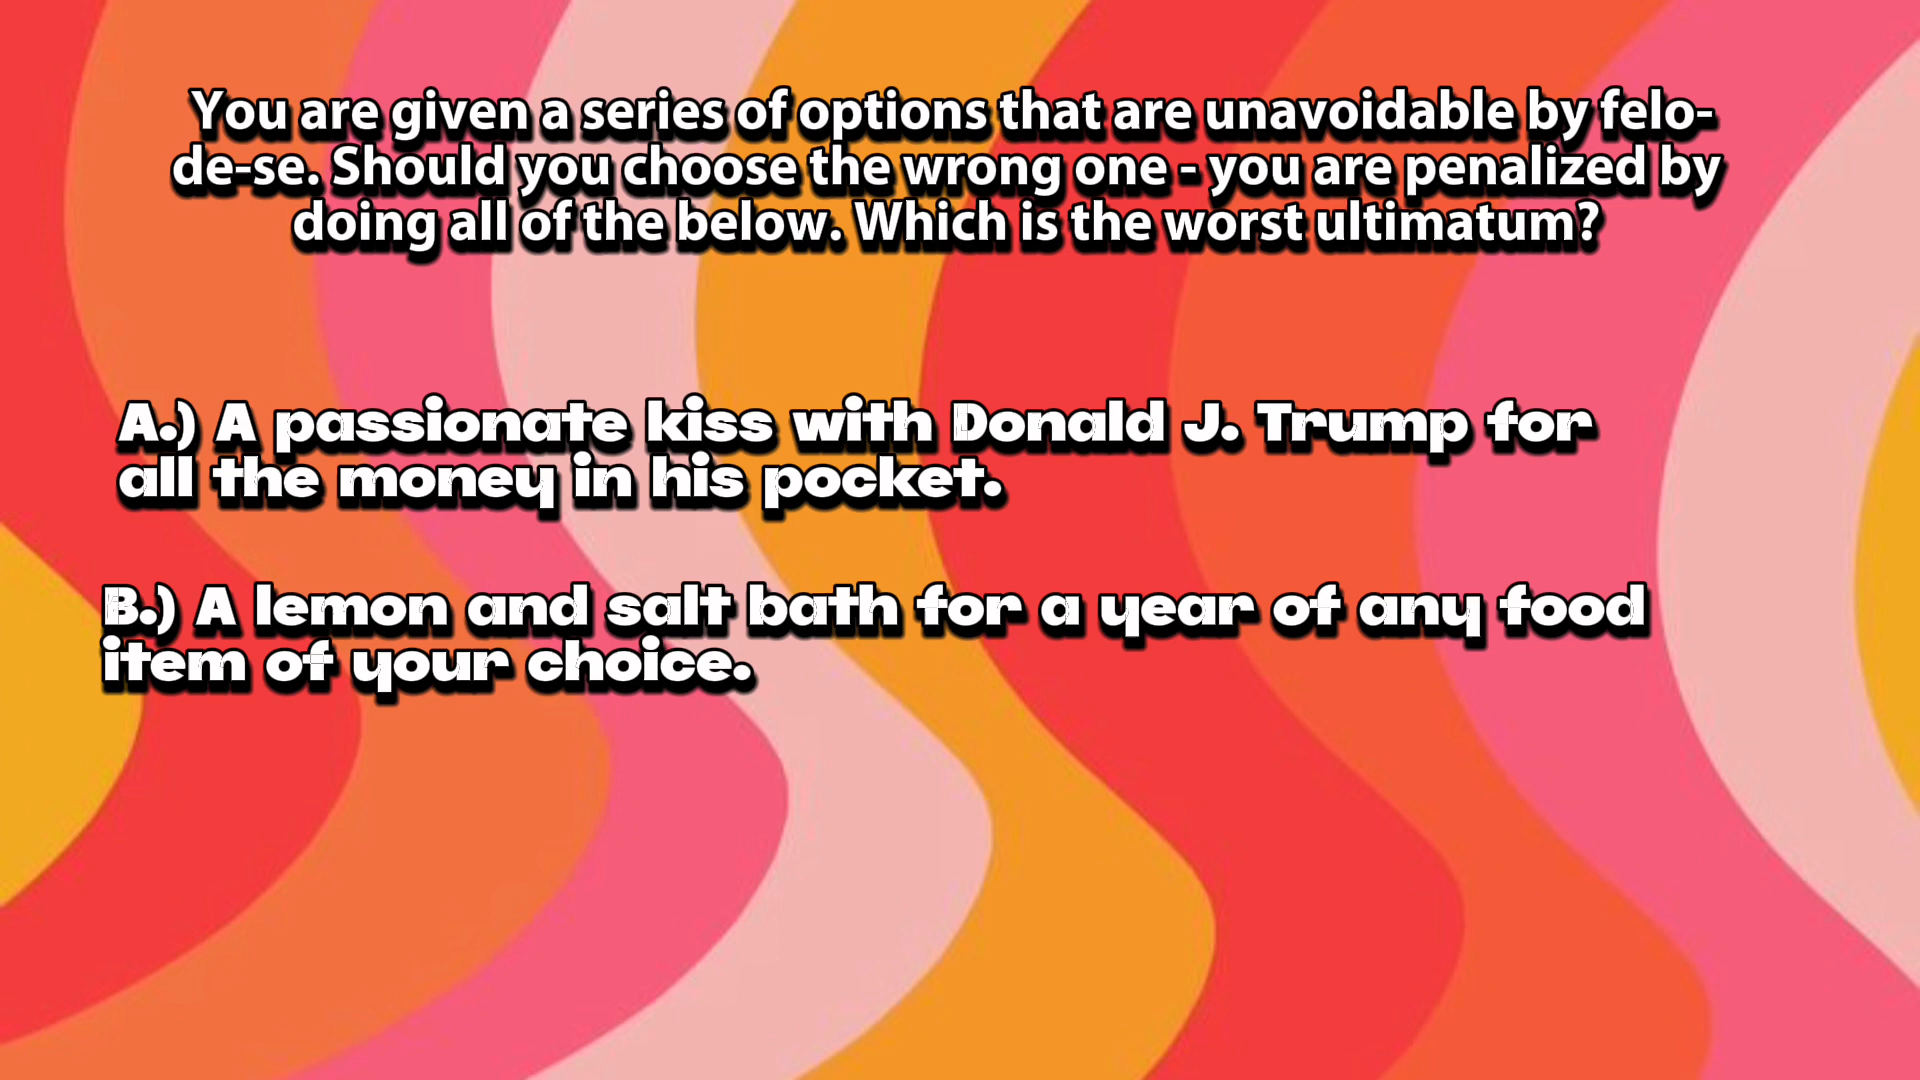 You are given a series of options that are unavoidable by felo-
de-se. Should you choose the wrong one - you are penalized by
doing all of the below. Which is the worst ultimatum?
A.) A passionate kiss with Donald J. Trump for
all the money in his pocket.
B.) A lemon and salt bath for a year of any food
item of your choice.